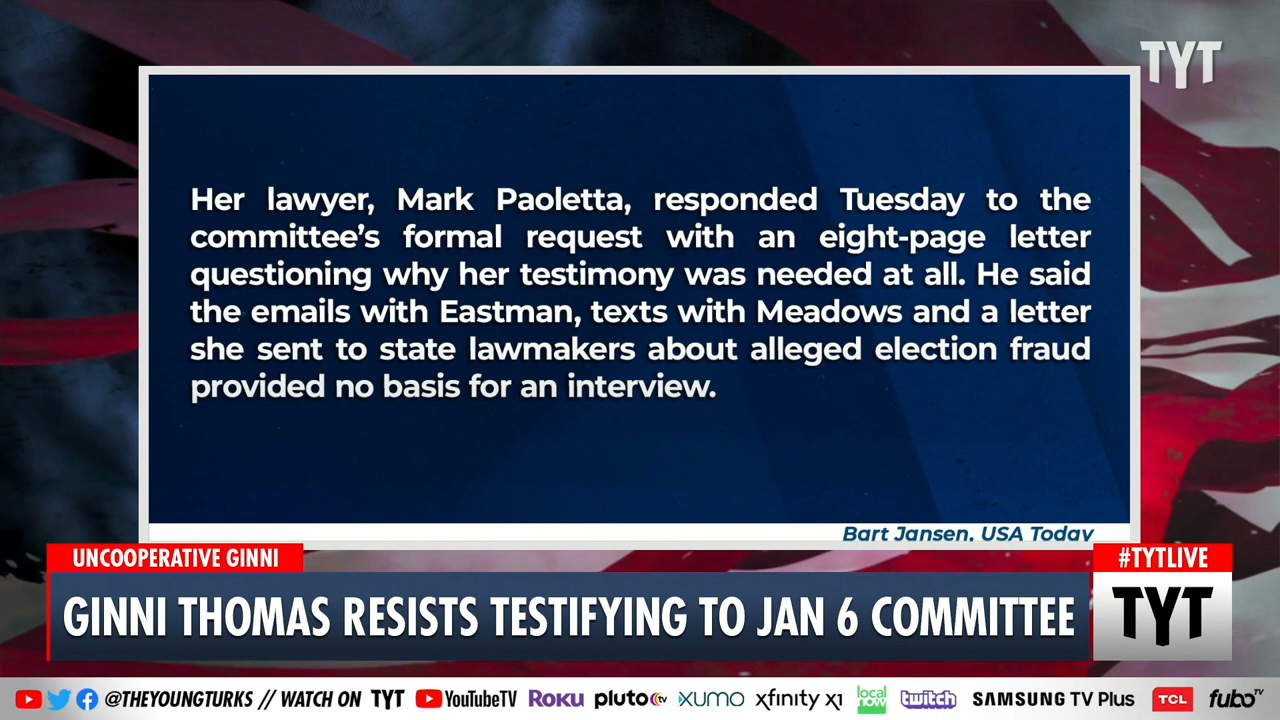 TYT
Her lawyer, Mark Paoletta, responded Tuesday to the
committee’s formal request with an eight-page letter
questioning why her testimony was needed at all. He said
the emails with Eastman, texts with Meadows and a letter
she sent to state lawmakers about alleged election fraud
provided no basis for an interview.
Bart Jansen, USA Today
UNCOOPERATIVE GINNI
#TYTLIVE
GINNI THOMAS RESISTS TESTIFYING TO JAN 6 COMMITTEE
TYT
@THEYOUNGTURKS // WATCH ON TYT YouTubeTV ROKU pluto tv XUMO xfinity x1 local now twitch SAMSUNG TV Plus TCL fubo TV